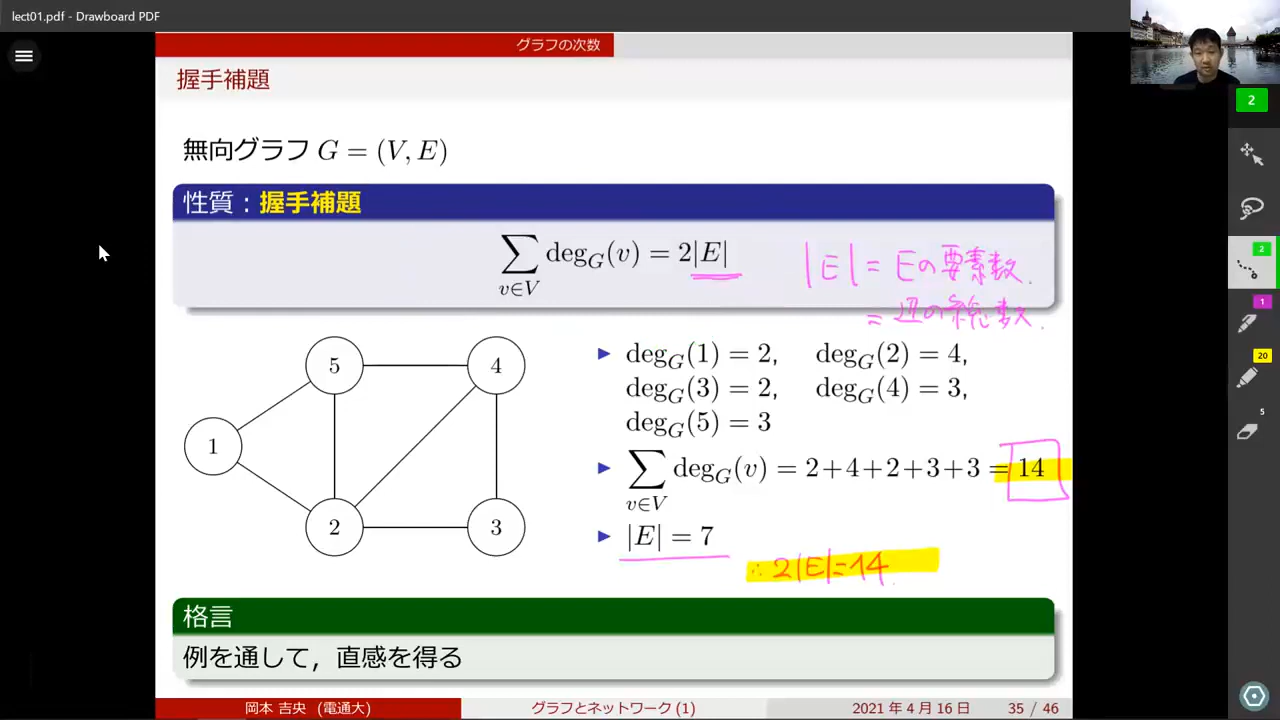 lect01.pdf - Drawboard PDF
グラフの次数
握手補題
無向グラフ G = (V, E)
性質：握手補題
∑_{v∈V} deg_G(v) = 2|E|
|E| = Eの要素数.
= 辺の総数.
5
4
1
2
3
▶ deg_G(1) = 2, deg_G(2) = 4,
deg_G(3) = 2, deg_G(4) = 3,
deg_G(5) = 3
▶ ∑_{v∈V} deg_G(v) = 2+4+2+3+3 = 14
▶ |E| = 7
∴ 2|E|=14.
格言
例を通して，直感を得る
岡本 吉央 (電通大)
グラフとネットワーク (1)
2021 年 4 月 16 日
35 / 46
2
2
1
20
5